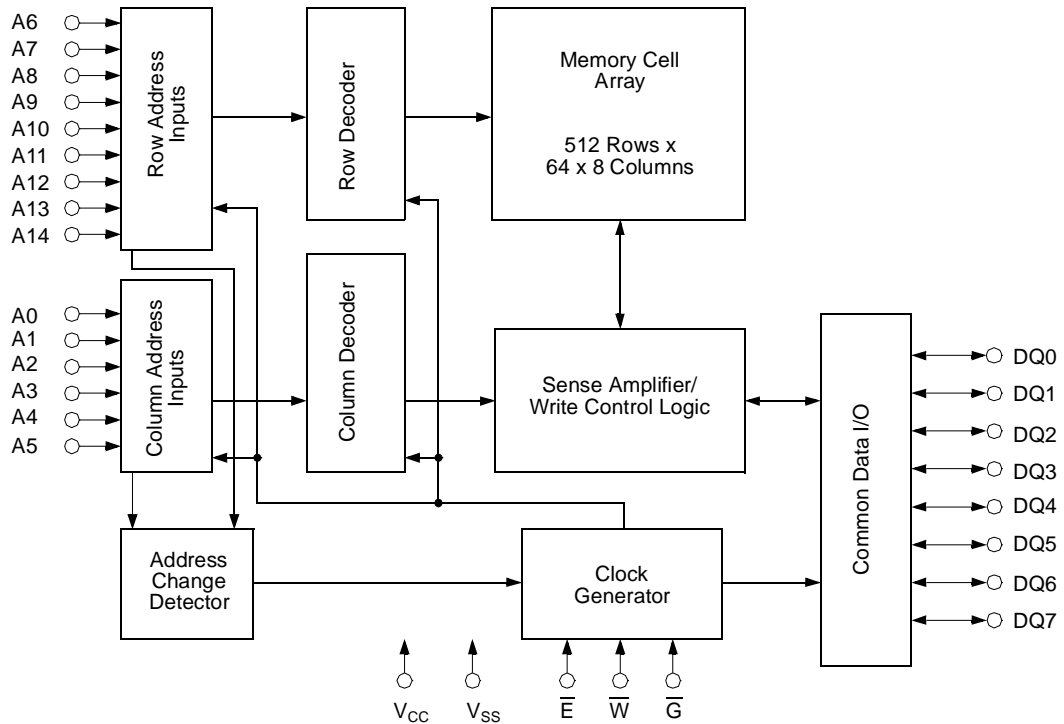 A6
A7
A8
A9
A10
A11
A12
A13
A14
Row Address
Inputs
Row Decoder
Memory Cell
Array
512 Rows x
64 x 8 Columns
A0
A1
A2
A3
A4
A5
Column Address
Inputs
Column Decoder
Sense Amplifier/
Write Control Logic
Common Data I/O
DQ0
DQ1
DQ2
DQ3
DQ4
DQ5
DQ6
DQ7
Address
Change
Detector
Clock
Generator
VCC
VSS
E̅
W̅
G̅